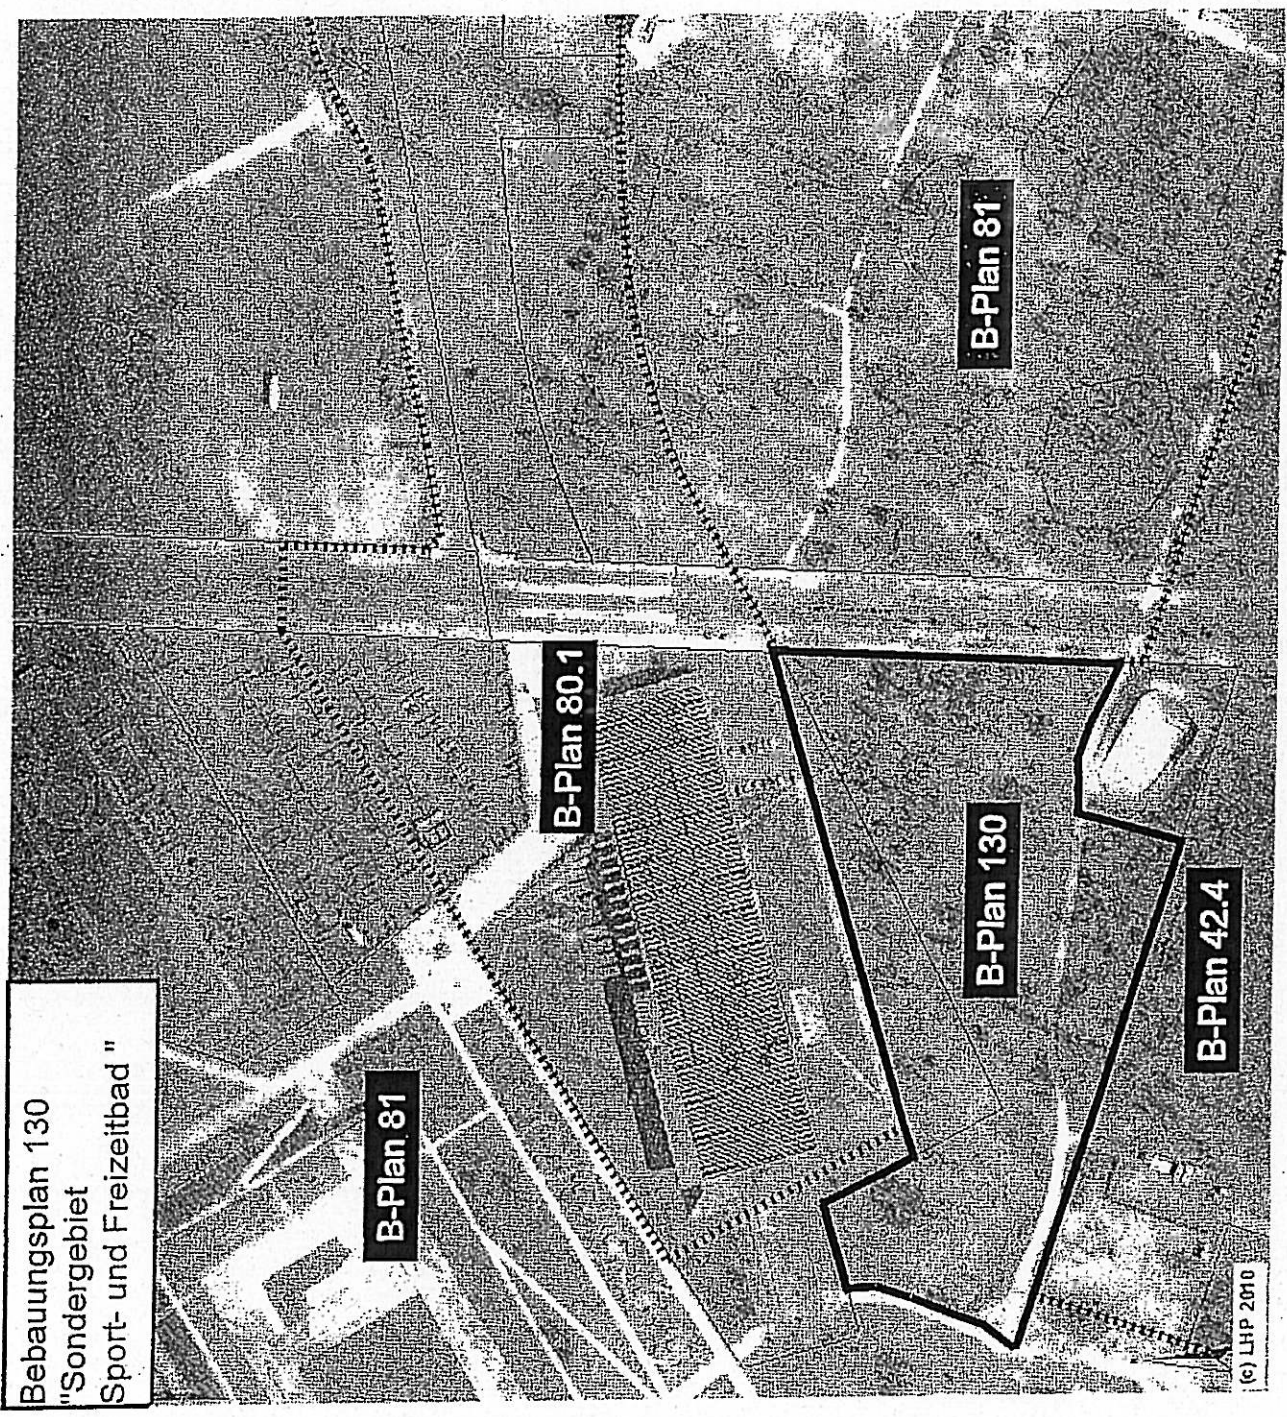 Bebauungsplan 130
"Sondergebiet
Sport- und Freizeitbad "
B-Plan 81
B-Plan 80.1
B-Plan 81
B-Plan 130
B-Plan 42.4
(c) LHP 2010